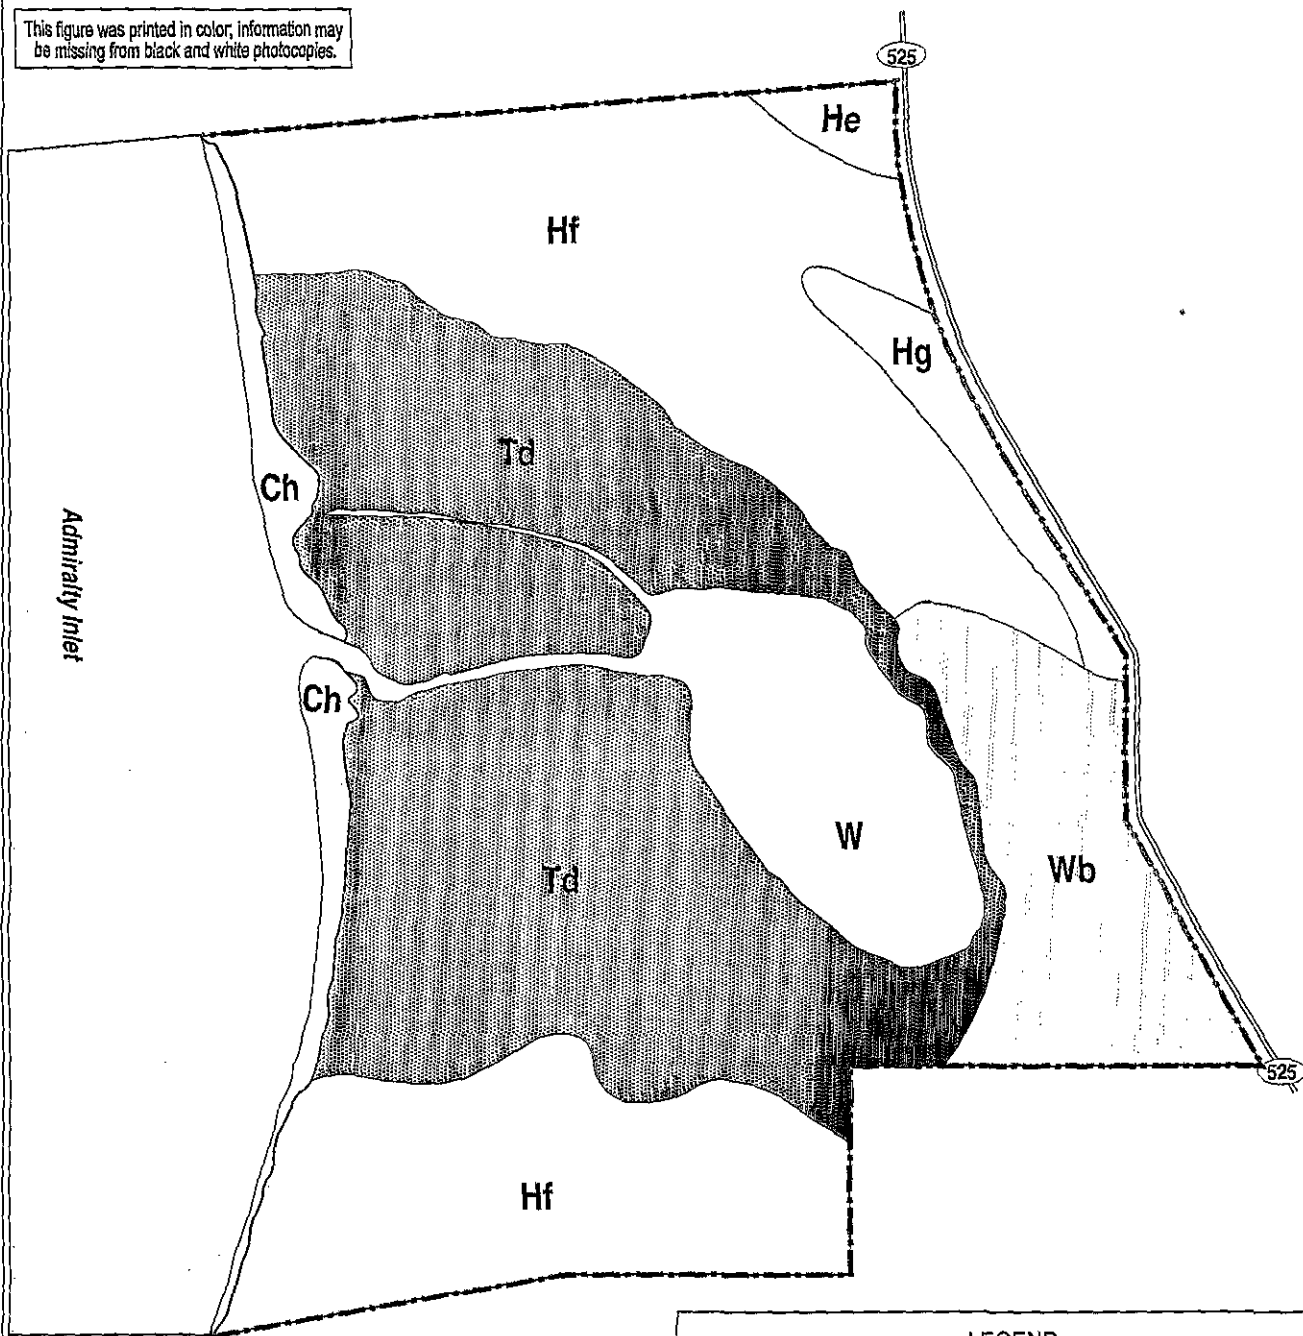 This figure was printed in color; information may
be missing from black and white photocopies.
525
He
Hf
Hg
Td
Ch
Admiralty Inlet
Ch
W
Wb
Td
525
Hf
LEGEND